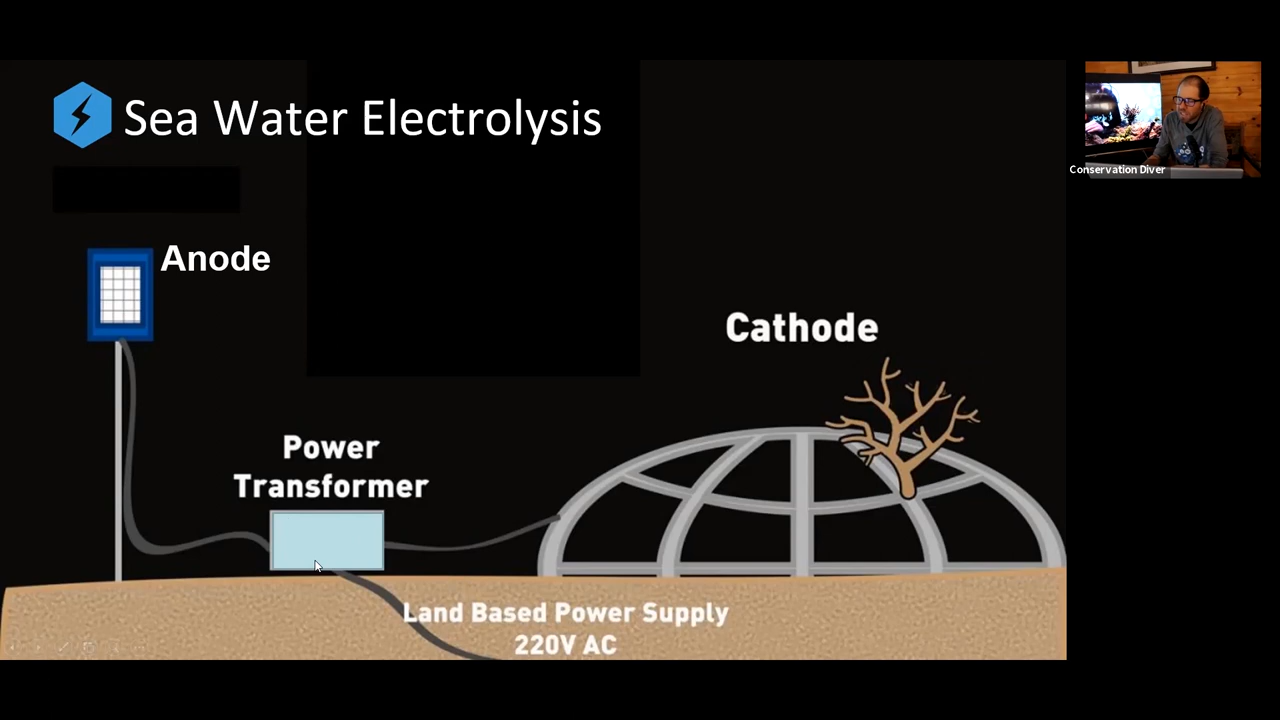 Sea Water Electrolysis
Conservation Diver
Anode
Cathode
Power
Transformer
Land Based Power Supply
220V AC